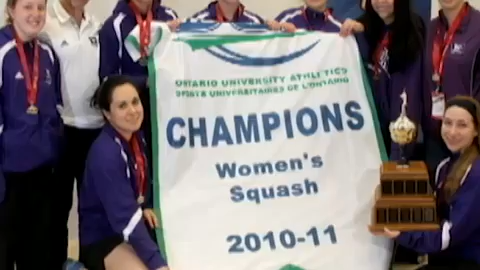 ONTARIO UNIVERSITY ATHLETICS
SPORTS UNIVERSITAIRES DE L'ONTARIO
CHAMPIONS
Women's
Squash
2010-11